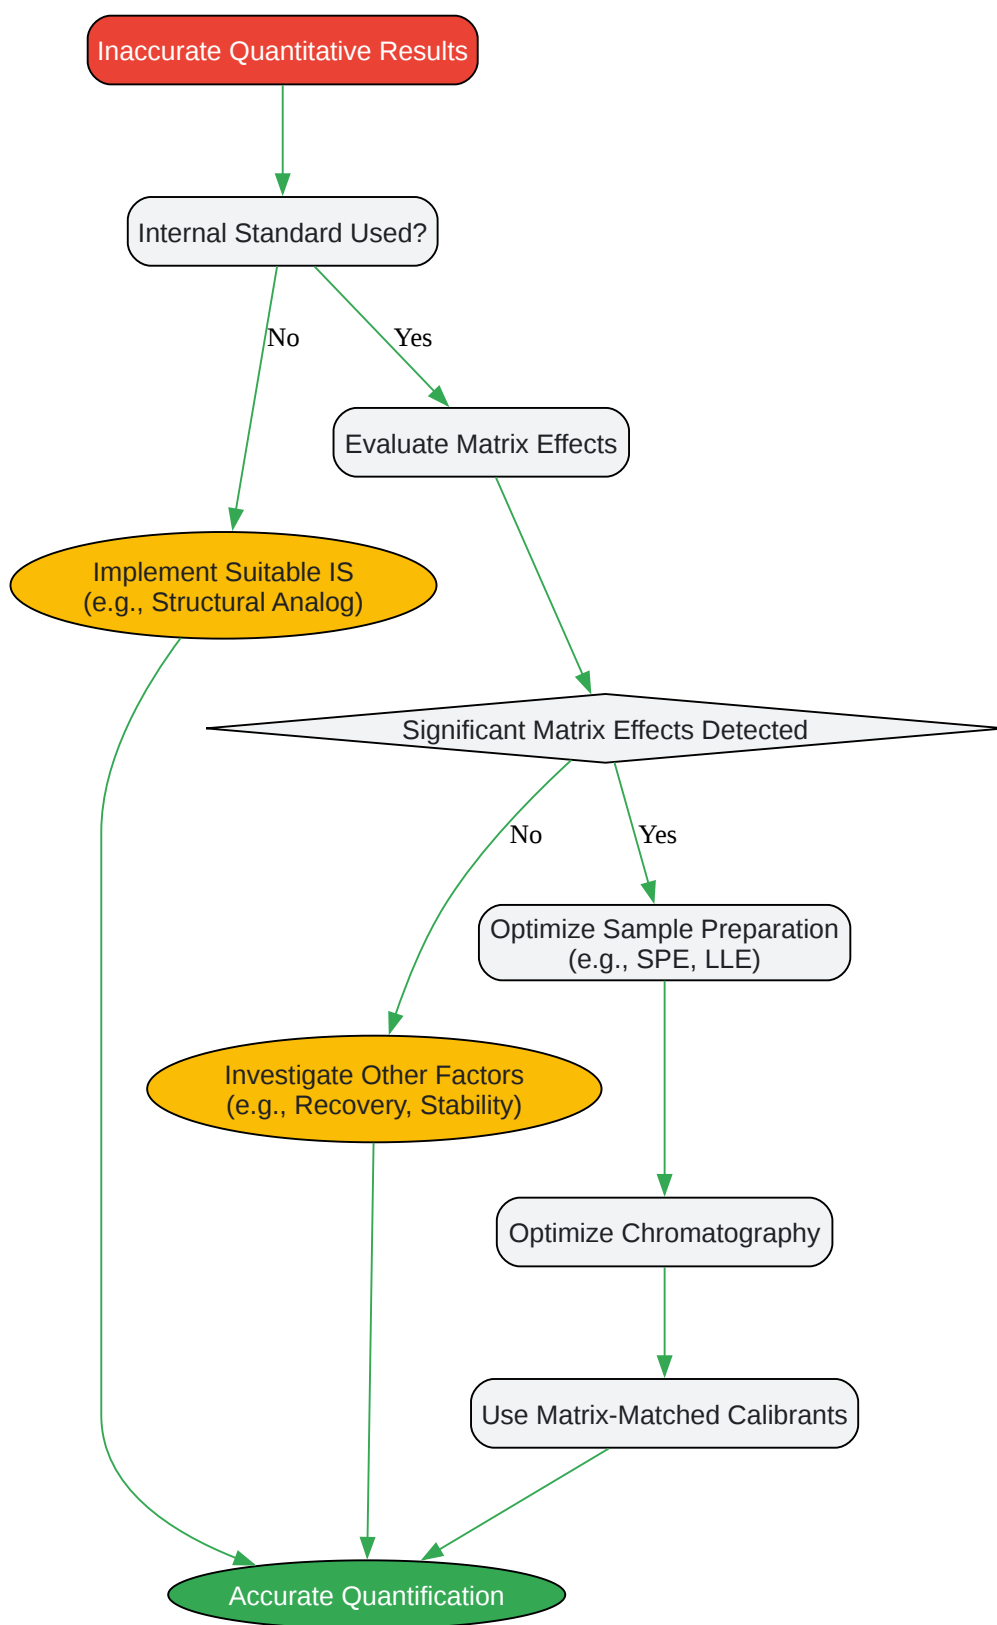 Inaccurate Quantitative Results
Internal Standard Used?
No
Yes
Evaluate Matrix Effects
Implement Suitable IS
(e.g., Structural Analog)
Significant Matrix Effects Detected
No
Yes
Optimize Sample Preparation
(e.g., SPE, LLE)
Investigate Other Factors
(e.g., Recovery, Stability)
Optimize Chromatography
Use Matrix-Matched Calibrants
Accurate Quantification